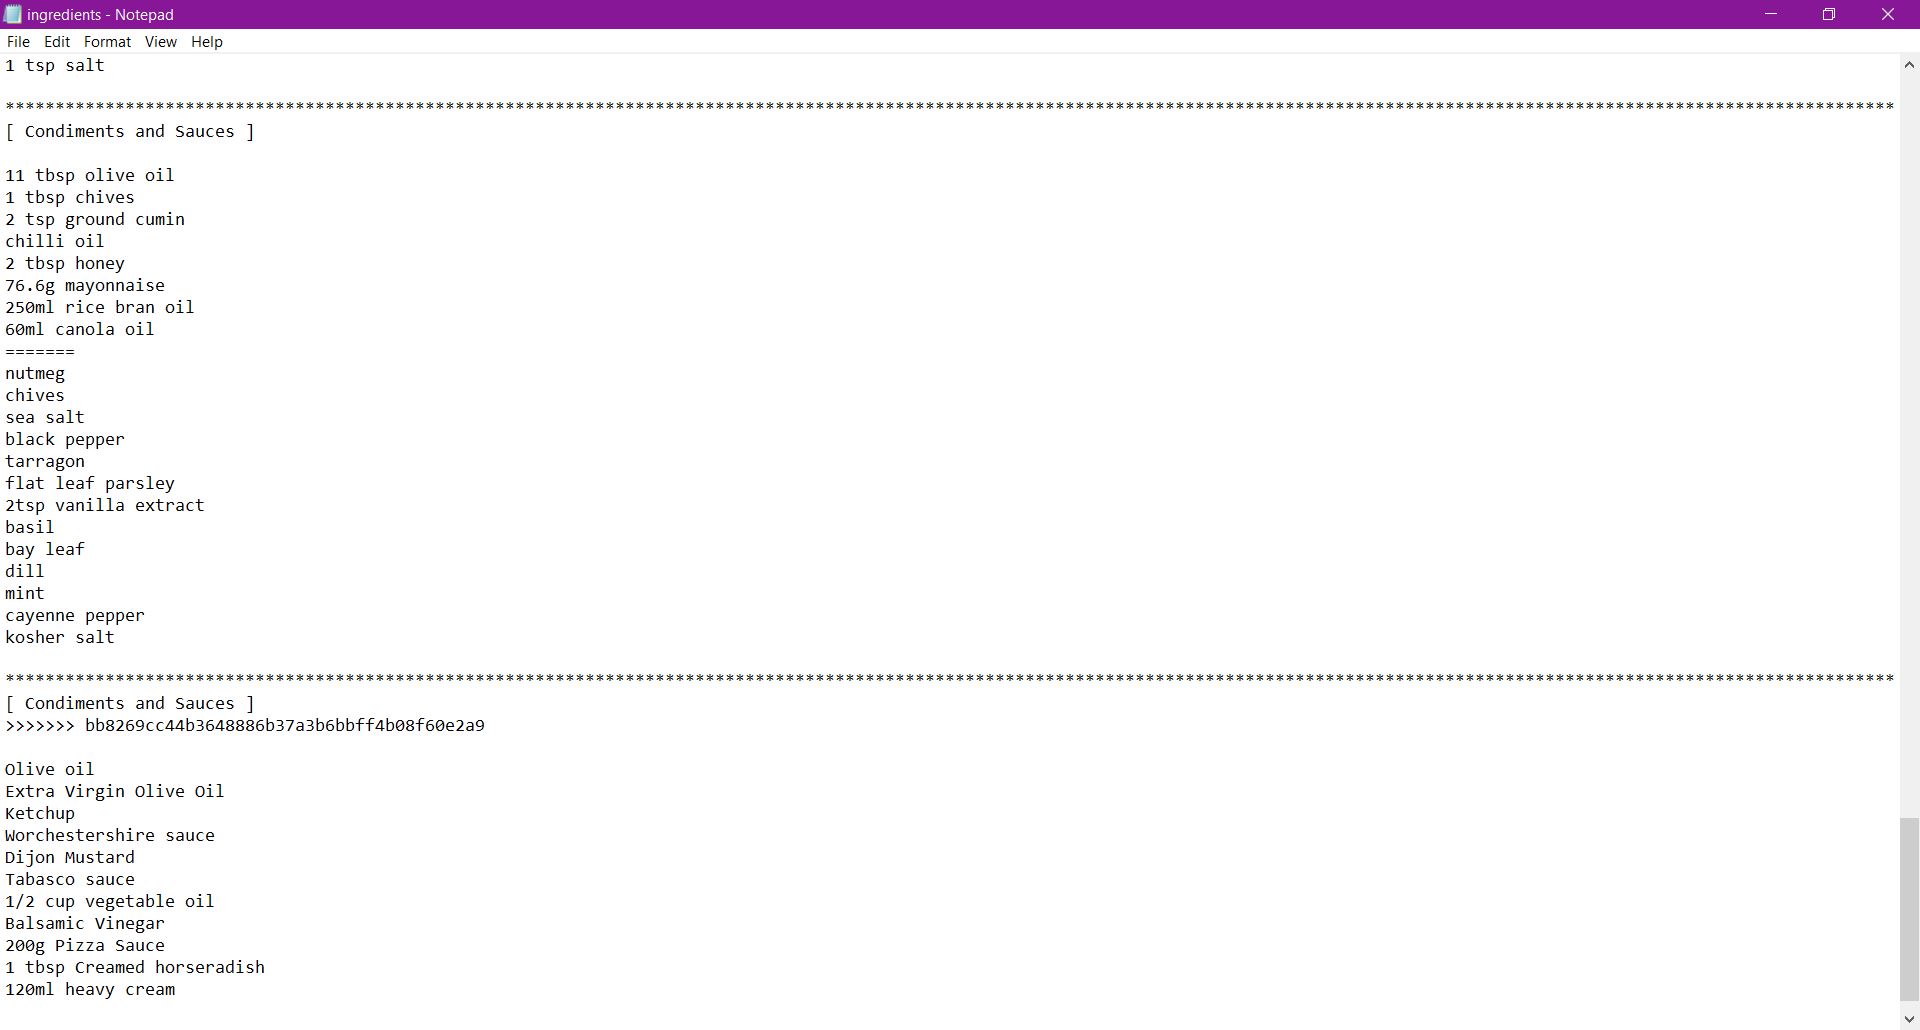 ingredients - Notepad
File Edit Format View Help
1 tsp salt
*********************************************************************************************************************************************************************************************
[ Condiments and Sauces ]
11 tbsp olive oil
1 tbsp chives
2 tsp ground cumin
chilli oil
2 tbsp honey
76.6g mayonnaise
250ml rice bran oil
60ml canola oil
=======
nutmeg
chives
sea salt
black pepper
tarragon
flat leaf parsley
2tsp vanilla extract
basil
bay leaf
dill
mint
cayenne pepper
kosher salt
*********************************************************************************************************************************************************************************************
[ Condiments and Sauces ]
>>>>>>> bb8269cc44b3648886b37a3b6bbff4b08f60e2a9
Olive oil
Extra Virgin Olive Oil
Ketchup
Worchestershire sauce
Dijon Mustard
Tabasco sauce
1/2 cup vegetable oil
Balsamic Vinegar
200g Pizza Sauce
1 tbsp Creamed horseradish
120ml heavy cream